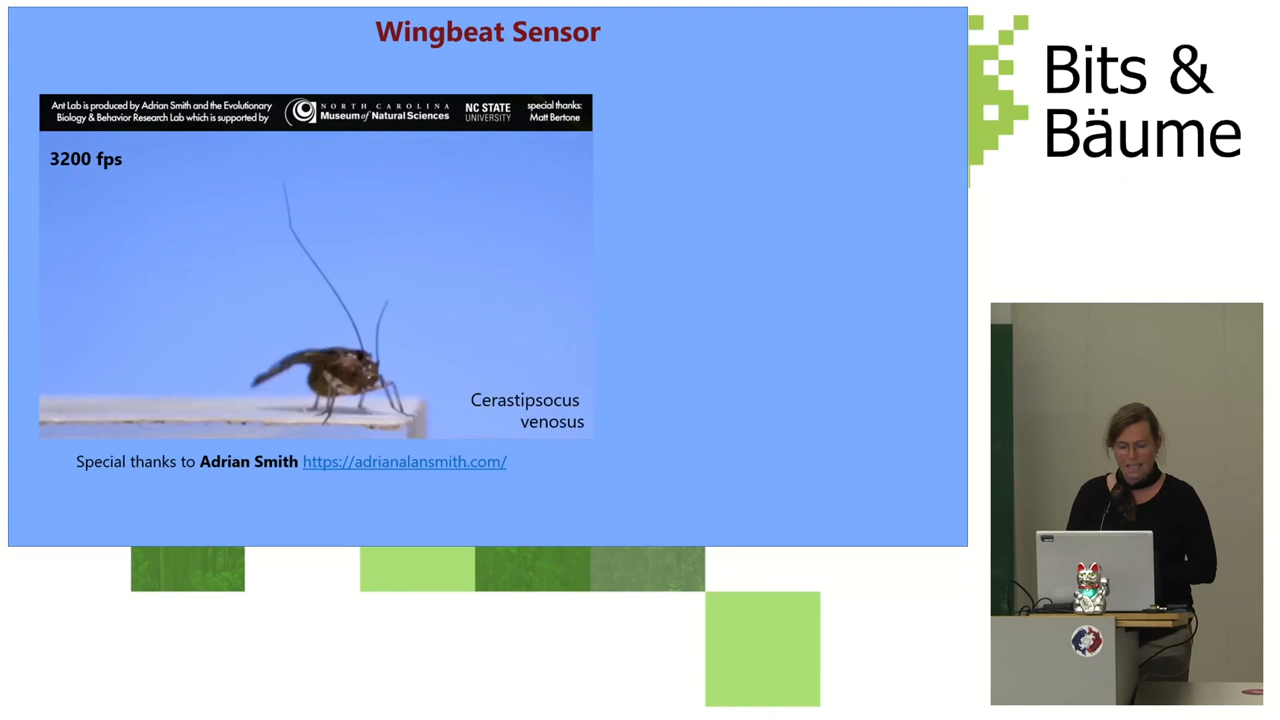 Wingbeat Sensor
Ant Lab is produced by Adrian Smith and the Evolutionary
Biology & Behavior Research Lab which is supported by
NORTH CAROLINA
Museum of Natural Sciences
NC STATE
UNIVERSITY
special thanks:
Matt Bertone
3200 fps
Cerastipsocus
venosus
Special thanks to Adrian Smith https://adrianalansmith.com/
Bits &
Bäume